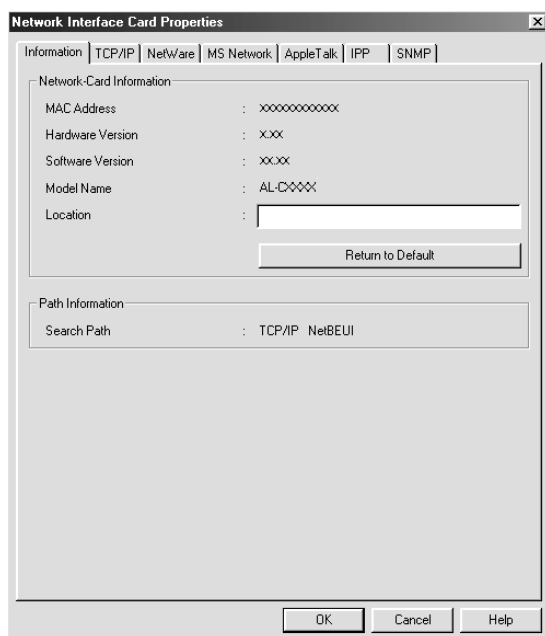 Network Interface Card Properties
Information TCP/IP NetWare MS Network AppleTalk IPP SNMP
Network-Card Information
MAC Address : XXXXXXXXXXXX
Hardware Version : X.XX
Software Version : XX.XX
Model Name : AL-CXXXX
Location :
Return to Default
Path Information
Search Path : TCP/IP NetBEUI
OK Cancel Help